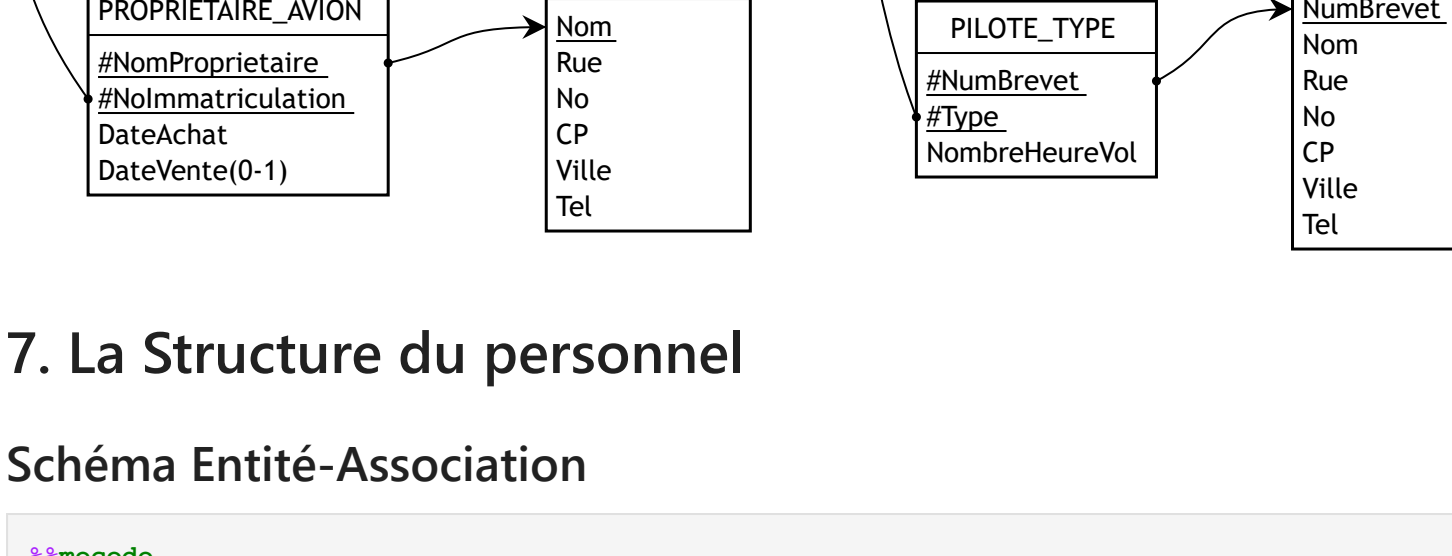 PROPRIETAIRE_AVION
#NomProprietaire
#NoImmatriculation
DateAchat
DateVente(0-1)
Nom
Rue
No
CP
Ville
Tel
PILOTE_TYPE
#NumBrevet
#Type
NombreHeureVol
NumBrevet
Nom
Rue
No
CP
Ville
Tel
7. La Structure du personnel
Schéma Entité-Association
%%mocodo